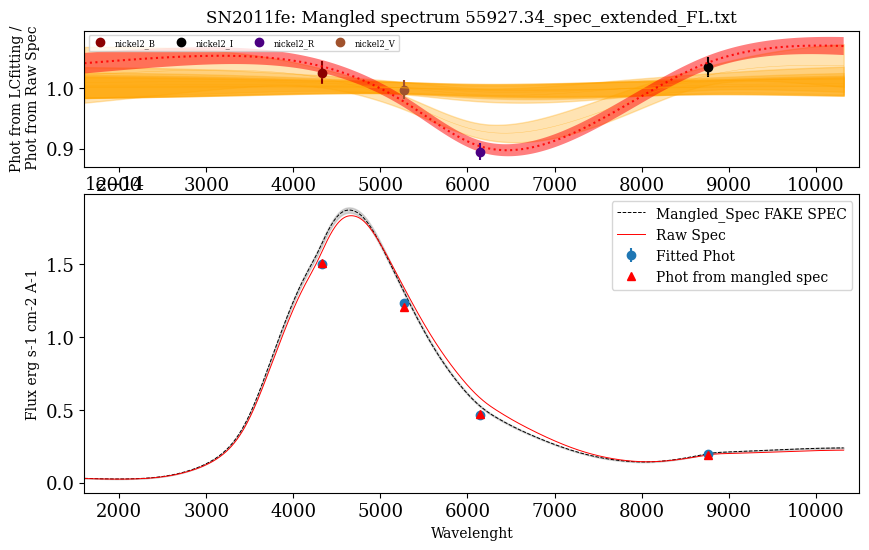 SN2011fe: Mangled spectrum 55927.34_spec_extended_FL.txt
Phot from LCfitting /
Phot from Raw Spec
nickel2_B nickel2_I nickel2_R nickel2_V
1.0
0.9
2000 3000 4000 5000 6000 7000 8000 9000 10000
1e−14
Mangled_Spec FAKE SPEC
Raw Spec
Fitted Phot
Phot from mangled spec
Flux erg s-1 cm-2 A-1
1.5
1.0
0.5
0.0
2000 3000 4000 5000 6000 7000 8000 9000 10000
Wavelenght